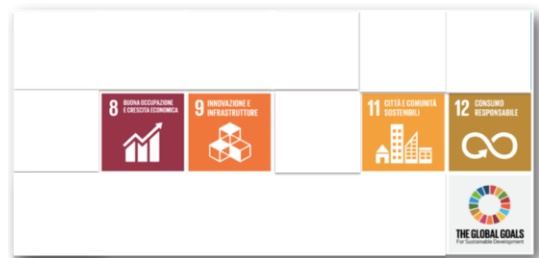 8 BUONA OCCUPAZIONE
E CRESCITA ECONOMICA
9 INNOVAZIONE E
INFRASTRUTTURE
11 CITTÀ E COMUNITÀ
SOSTENIBILI
12 CONSUMO
RESPONSABILE
THE GLOBAL GOALS
For Sustainable Development